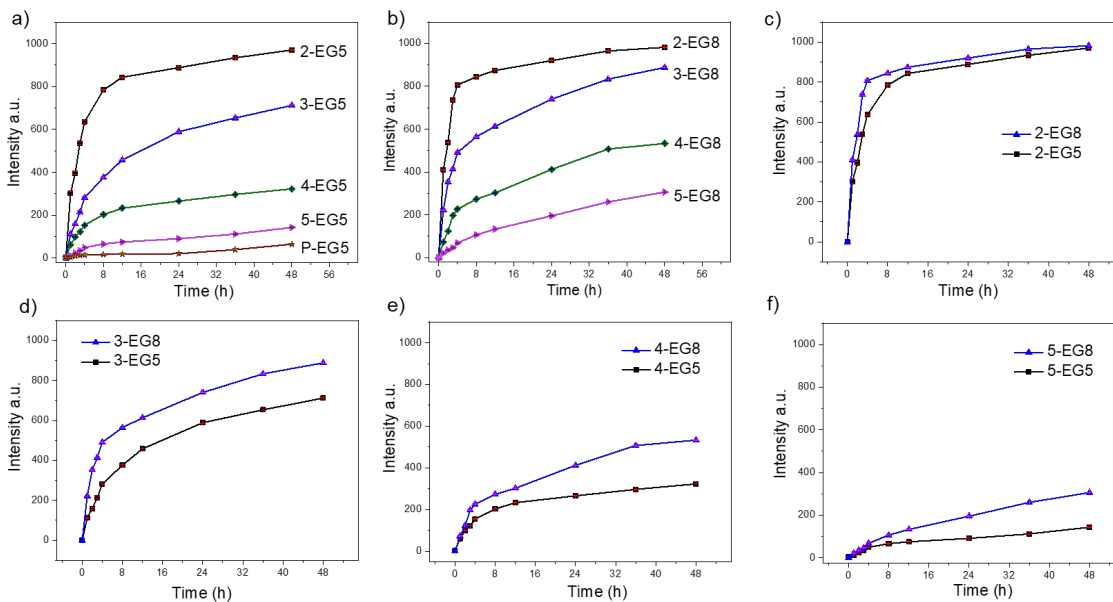 a)
Intensity a.u.
1000
800
600
400
200
0
2-EG5
3-EG5
4-EG5
5-EG5
P-EG5
0 8 16 24 32 40 48 56
Time (h)
b)
Intensity a.u.
1000
800
600
400
200
0
2-EG8
3-EG8
4-EG8
5-EG8
0 8 16 24 32 40 48 56
Time (h)
c)
Intensity a.u.
1000
800
600
400
200
0
2-EG8
2-EG5
0 8 16 24 32 40 48
Time (h)
d)
Intensity a.u.
1000
800
600
400
200
0
3-EG8
3-EG5
0 8 16 24 32 40 48
Time (h)
e)
Intensity a.u.
1000
800
600
400
200
0
4-EG8
4-EG5
0 8 16 24 32 40 48
Time (h)
f)
Intensity a.u.
1000
800
600
400
200
0
5-EG8
5-EG5
0 8 16 24 32 40 48
Time (h)